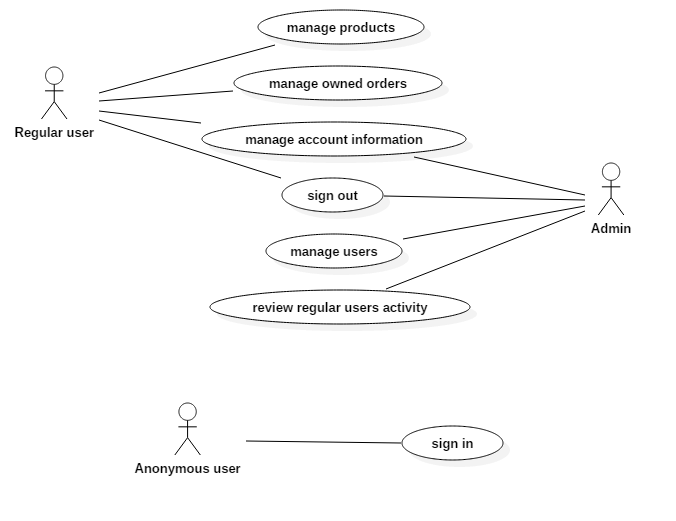 manage products
manage owned orders
Regular user
manage account information
sign out
Admin
manage users
review regular users activity
sign in
Anonymous user